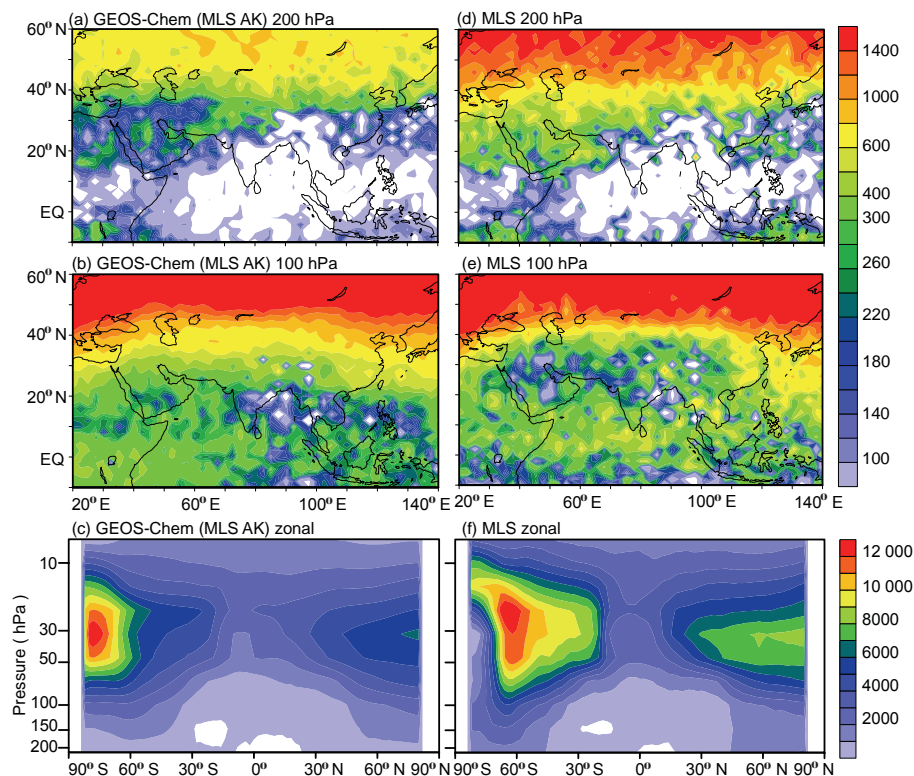 (a) GEOS-Chem (MLS AK) 200 hPa
(d) MLS 200 hPa
60° N
40° N
20° N
EQ
1400
1000
600
400
300
260
220
180
140
100
(b) GEOS-Chem (MLS AK) 100 hPa
(e) MLS 100 hPa
60° N
40° N
20° N
EQ
20° E
60° E
100° E
140° E
20° E
60° E
100° E
140° E
(c) GEOS-Chem (MLS AK) zonal
(f) MLS zonal
Pressure ( hPa)
10
30
50
100
150
200
90° S
60° S
30° S
0°
30° N
60° N
90° N
90° S
60° S
30° S
0°
30° N
60° N
90° N
12 000
10 000
8000
6000
4000
2000